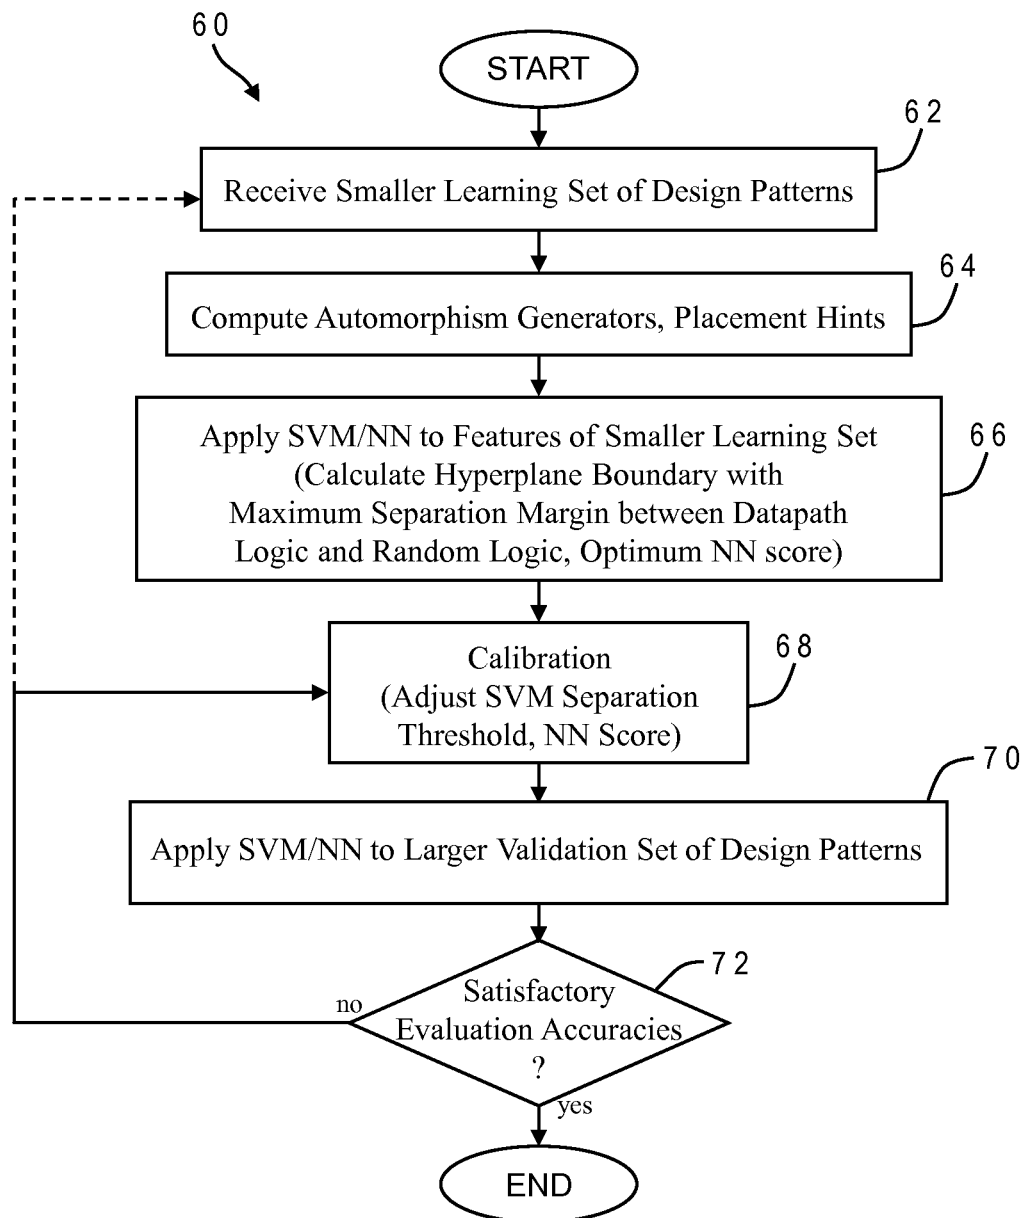 60
START
62
Receive Smaller Learning Set of Design Patterns
64
Compute Automorphism Generators, Placement Hints
66
Apply SVM/NN to Features of Smaller Learning Set
(Calculate Hyperplane Boundary with
Maximum Separation Margin between Datapath
Logic and Random Logic, Optimum NN score)
68
Calibration
(Adjust SVM Separation
Threshold, NN Score)
70
Apply SVM/NN to Larger Validation Set of Design Patterns
72
Satisfactory
Evaluation Accuracies
?
no
yes
END